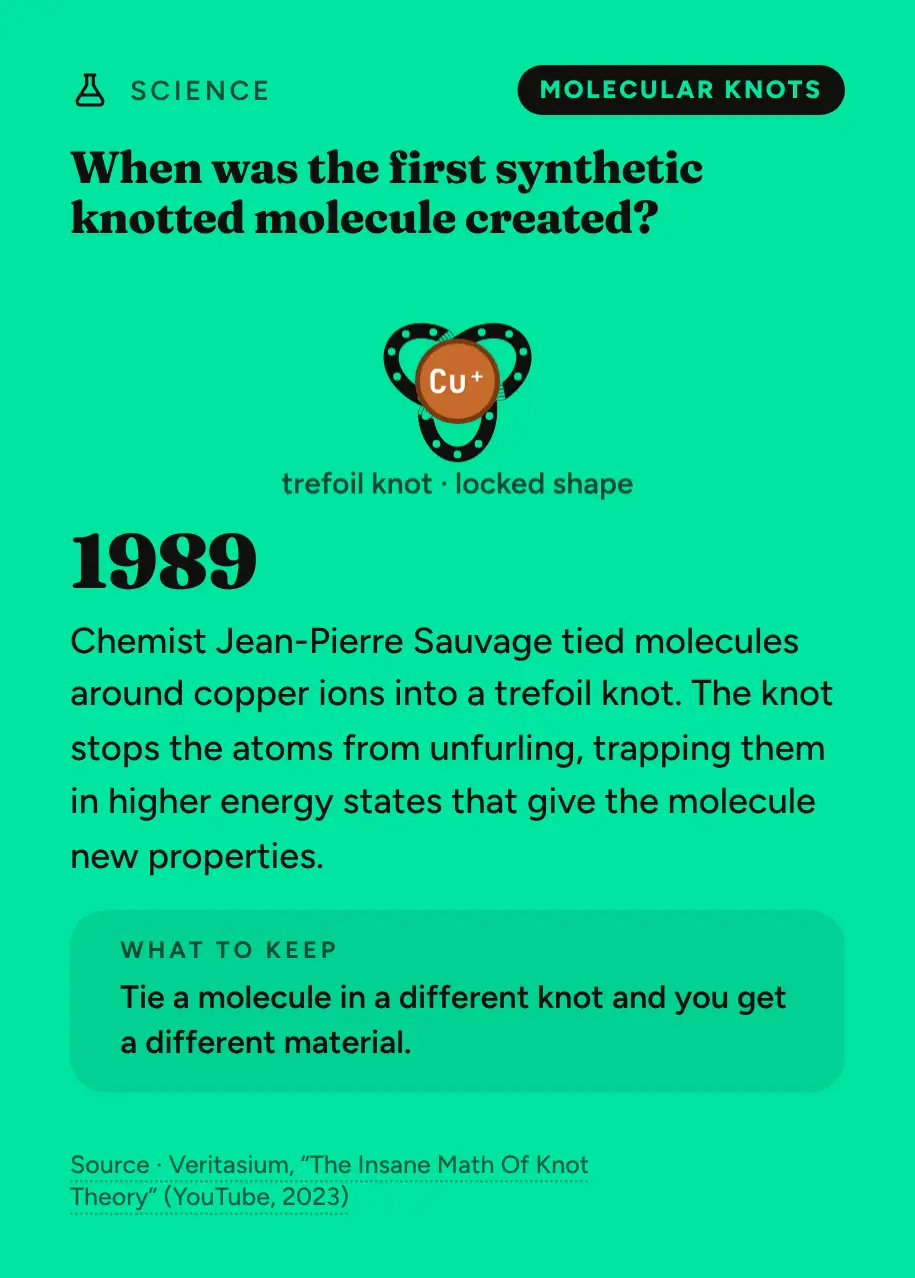 SCIENCE
MOLECULAR KNOTS
When was the first synthetic
knotted molecule created?
Cu⁺
trefoil knot · locked shape
1989
Chemist Jean-Pierre Sauvage tied molecules
around copper ions into a trefoil knot. The knot
stops the atoms from unfurling, trapping them
in higher energy states that give the molecule
new properties.
WHAT TO KEEP
Tie a molecule in a different knot and you get
a different material.
Source · Veritasium, “The Insane Math Of Knot
Theory” (YouTube, 2023)